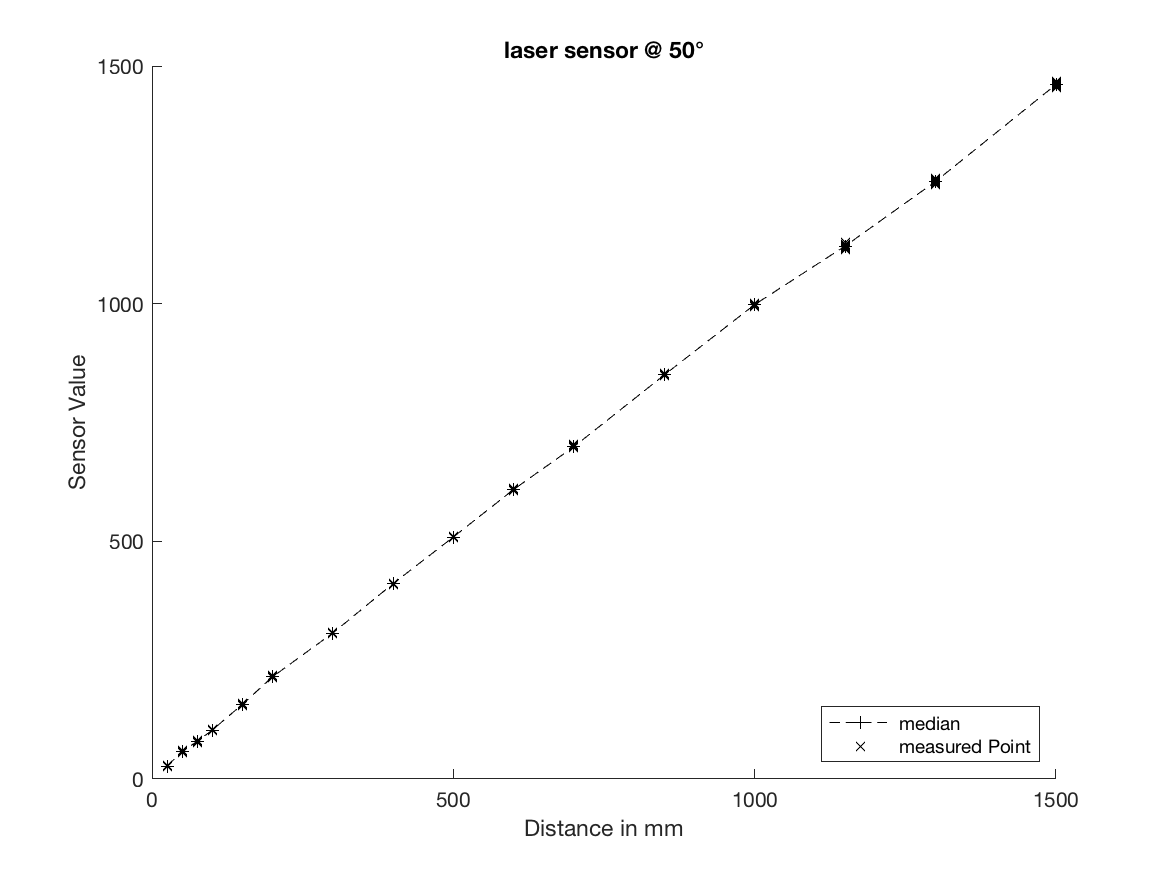 laser sensor @ 50°
1500
1000
500
0
Sensor Value
0 500 1000 1500
Distance in mm
median
measured Point